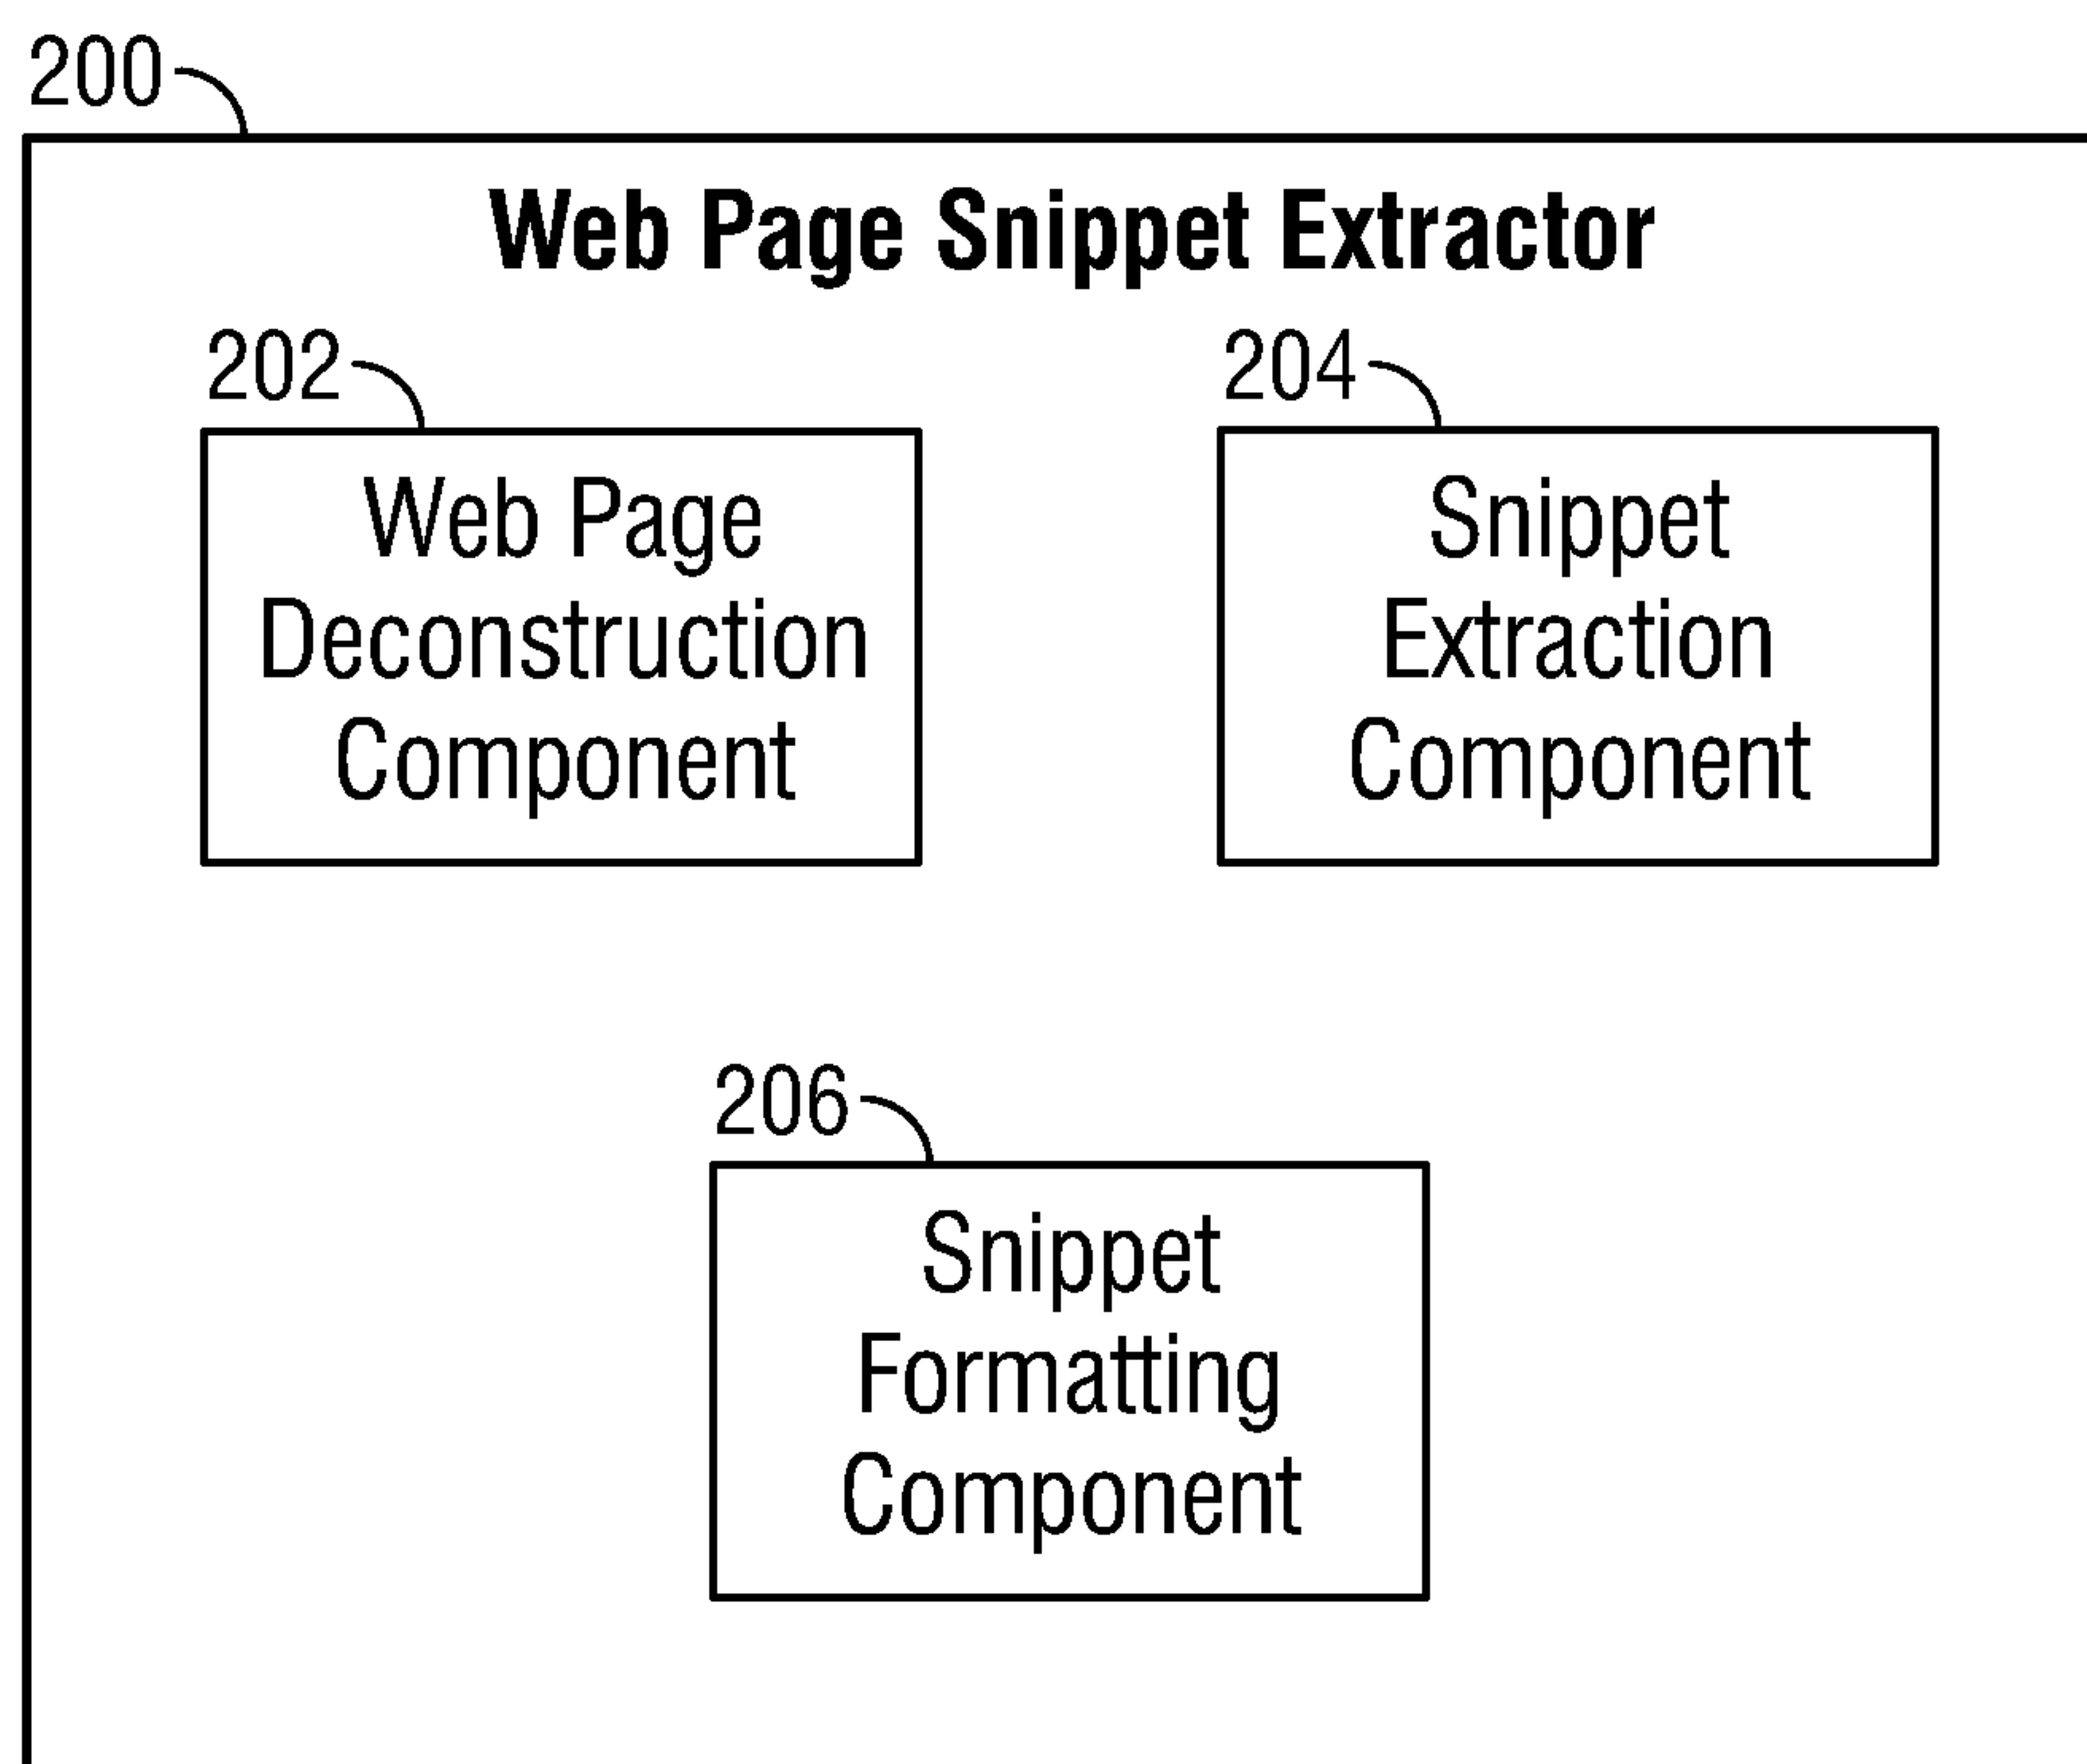 200
Web Page Snippet Extractor
202
Web Page
Deconstruction
Component
204
Snippet
Extraction
Component
206
Snippet
Formatting
Component